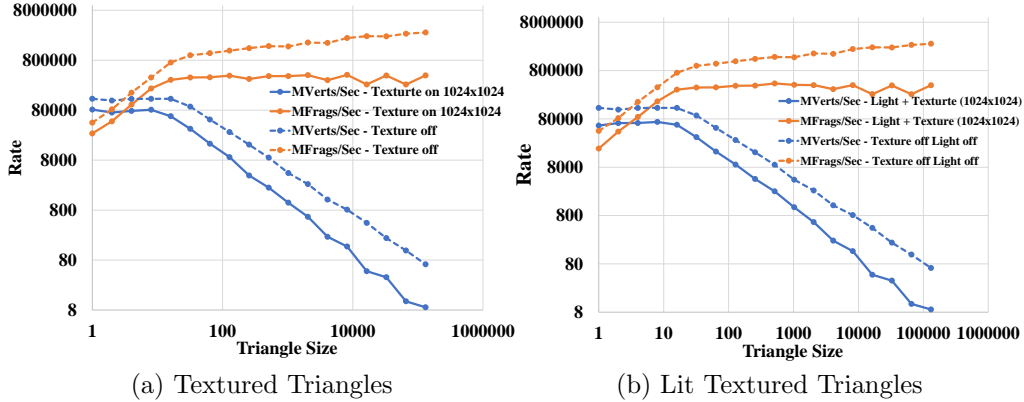 8000000
800000
80000
8000
800
80
8
Rate
1
100
10000
1000000
Triangle Size
MVerts/Sec - Texture on 1024x1024
MFrags/Sec - Texture on 1024x1024
MVerts/Sec - Texture off
MFrags/Sec - Texture off
(a) Textured Triangles
8000000
800000
80000
8000
800
80
8
Rate
1
10
100
1000
10000
100000
1000000
Triangle Size
MVerts/Sec - Light + Texturte (1024x1024)
MFrags/Sec - Light + Texture (1024x1024)
MVerts/Sec - Texture off Light off
MFrags/Sec - Texture off Light off
(b) Lit Textured Triangles